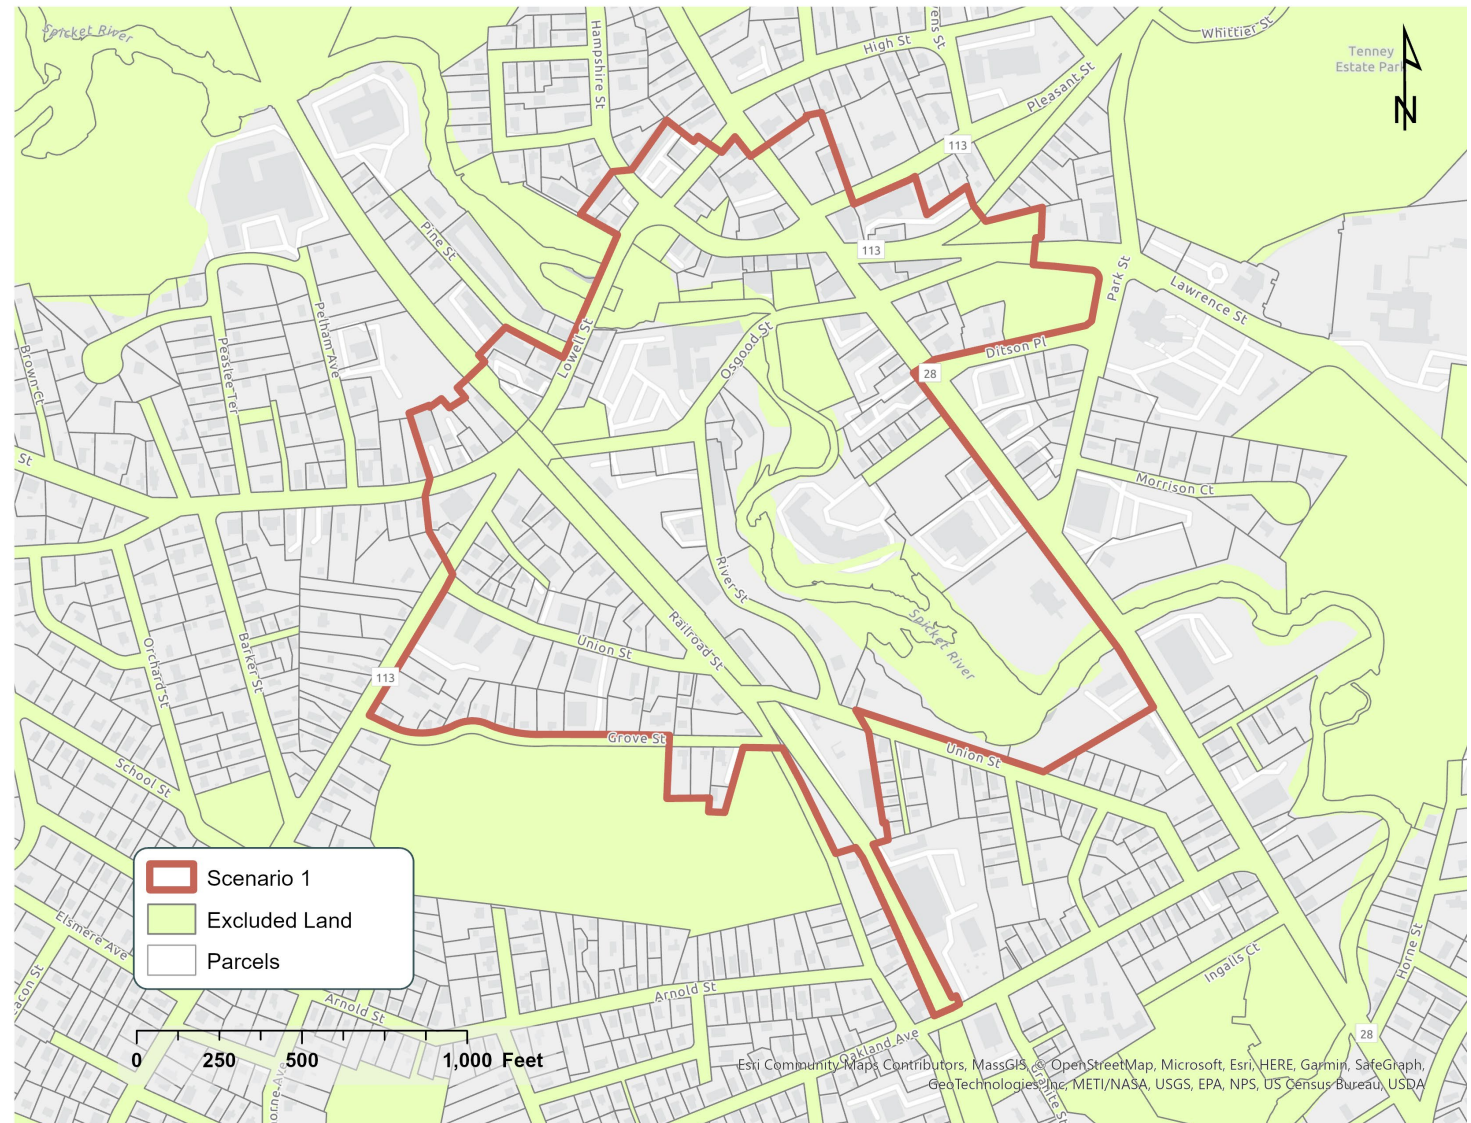 Spicket River
Hampshire St
High St
Whittier St
Tenney
Estate Park
N
Pleasant St
113
Pine St
113
Park St
Lawrence St
Pelham Ave
Peaslee Ter
Brown Ct
Lowell St
Osgood St
Ditson Pl
28
St
Morrison Ct
River St
Spicket River
Railroad St
Union St
Orchard St
Barker St
113
Grove St
Union St
School St
Scenario 1
Excluded Land
Parcels
Elsmere Ave
Arnold St
Arnold St
Ingalls Ct
Horne St
28
0 250 500 1,000 Feet
Oakland Ave
Esri Community Maps Contributors, MassGIS, © OpenStreetMap, Microsoft, Esri, HERE, Garmin, SafeGraph,
GeoTechnologies, Inc, METI/NASA, USGS, EPA, NPS, US Census Bureau, USDA